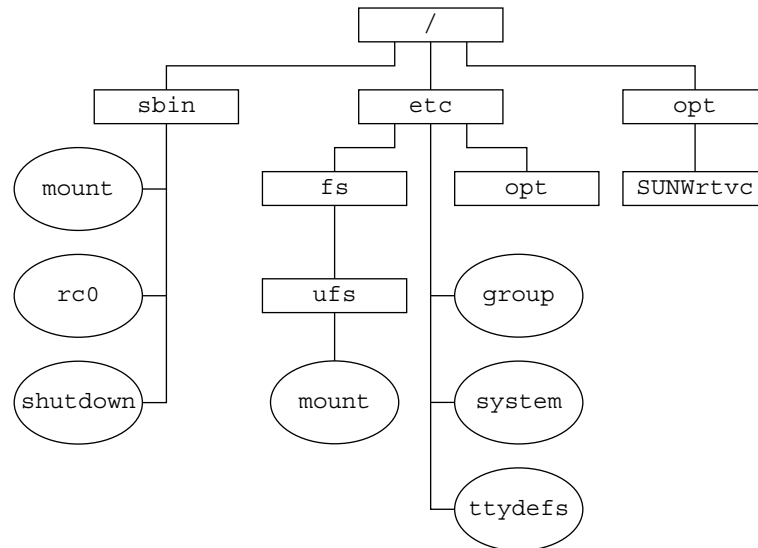 /
sbin etc opt
mount fs opt SUNWrtvc
rc0 ufs group
shutdown mount system
ttydefs